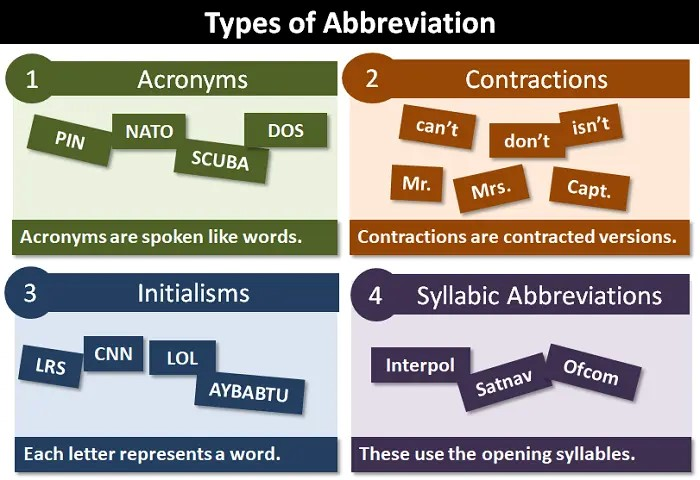 Types of Abbreviation
1 Acronyms
PIN
NATO
SCUBA
DOS
Acronyms are spoken like words.
2 Contractions
can't
don't
isn't
Mr.
Mrs.
Capt.
Contractions are contracted versions.
3 Initialisms
LRS
CNN
LOL
AYBABTU
Each letter represents a word.
4 Syllabic Abbreviations
Interpol
Satnav
Ofcom
These use the opening syllables.